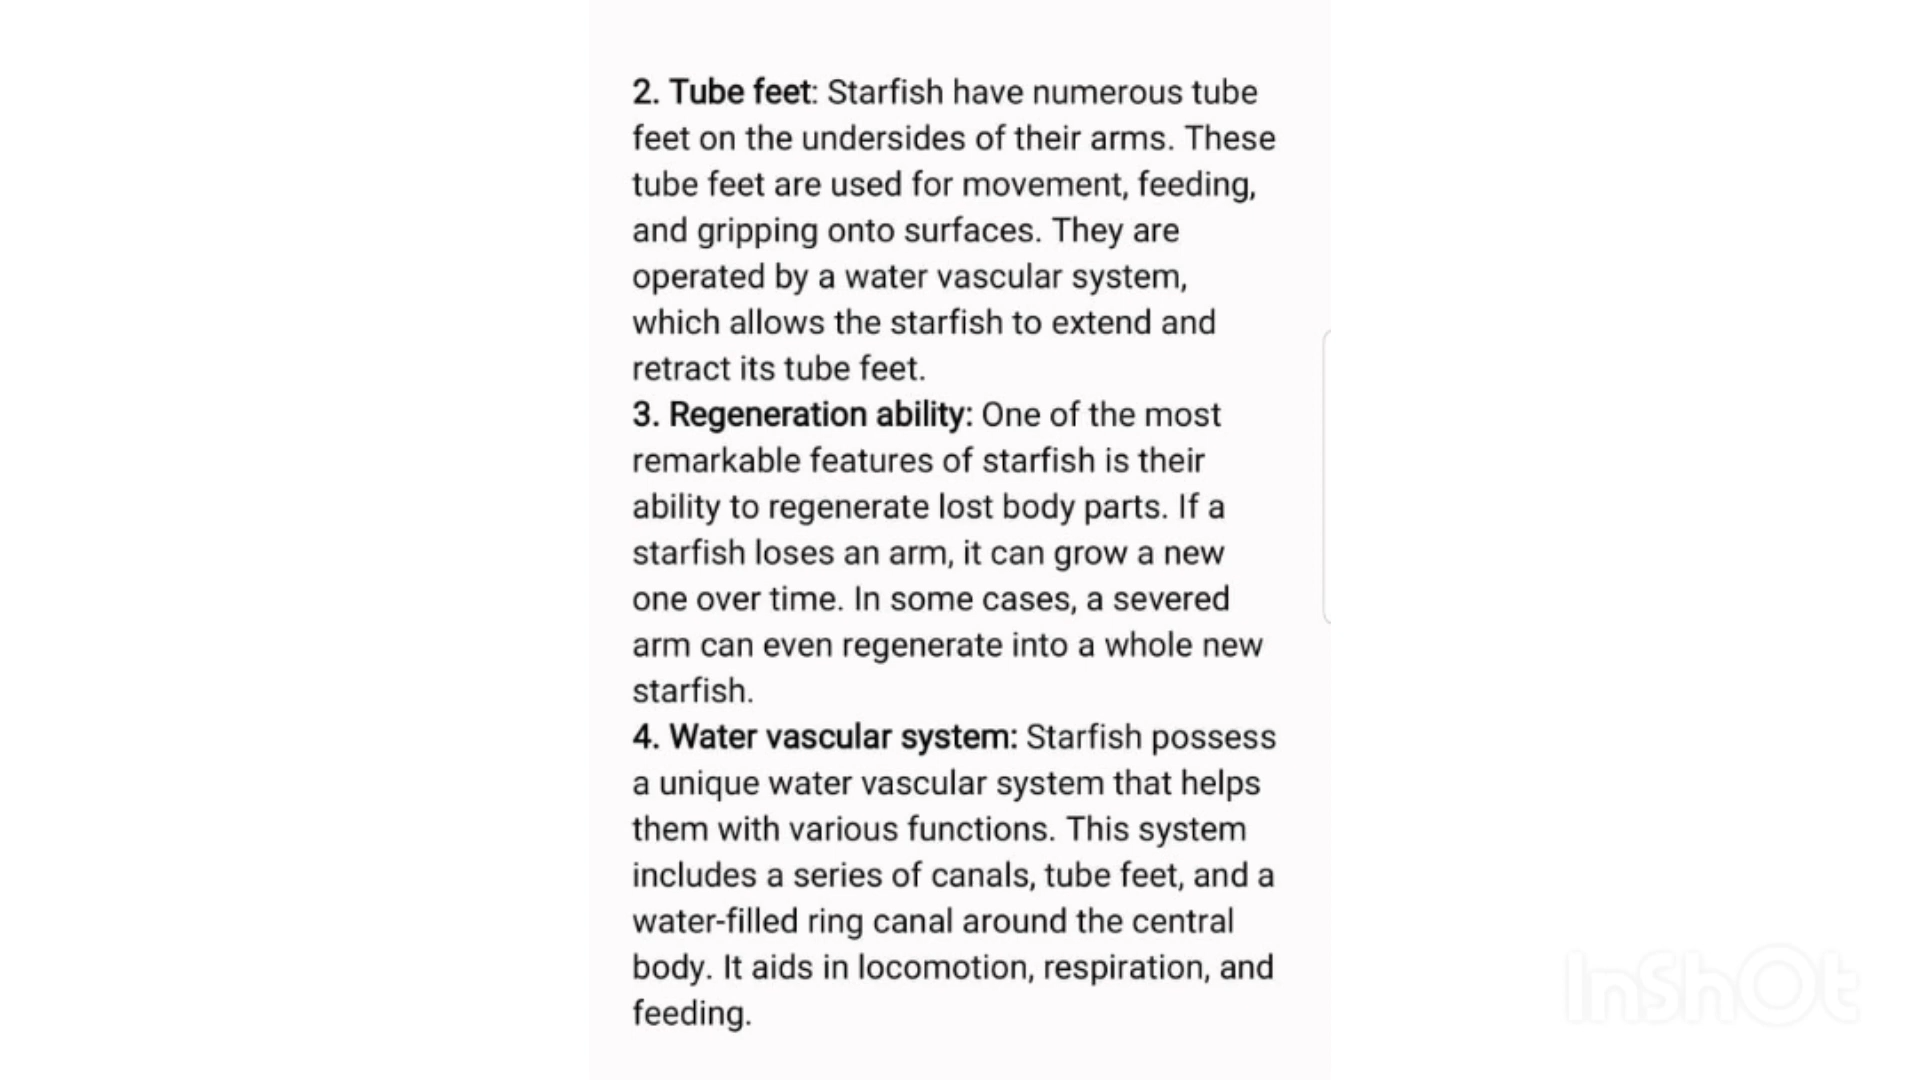 2. Tube feet: Starfish have numerous tube
feet on the undersides of their arms. These
tube feet are used for movement, feeding,
and gripping onto surfaces. They are
operated by a water vascular system,
which allows the starfish to extend and
retract its tube feet.
3. Regeneration ability: One of the most
remarkable features of starfish is their
ability to regenerate lost body parts. If a
starfish loses an arm, it can grow a new
one over time. In some cases, a severed
arm can even regenerate into a whole new
starfish.
4. Water vascular system: Starfish possess
a unique water vascular system that helps
them with various functions. This system
includes a series of canals, tube feet, and a
water-filled ring canal around the central
body. It aids in locomotion, respiration, and
feeding.
InShOt